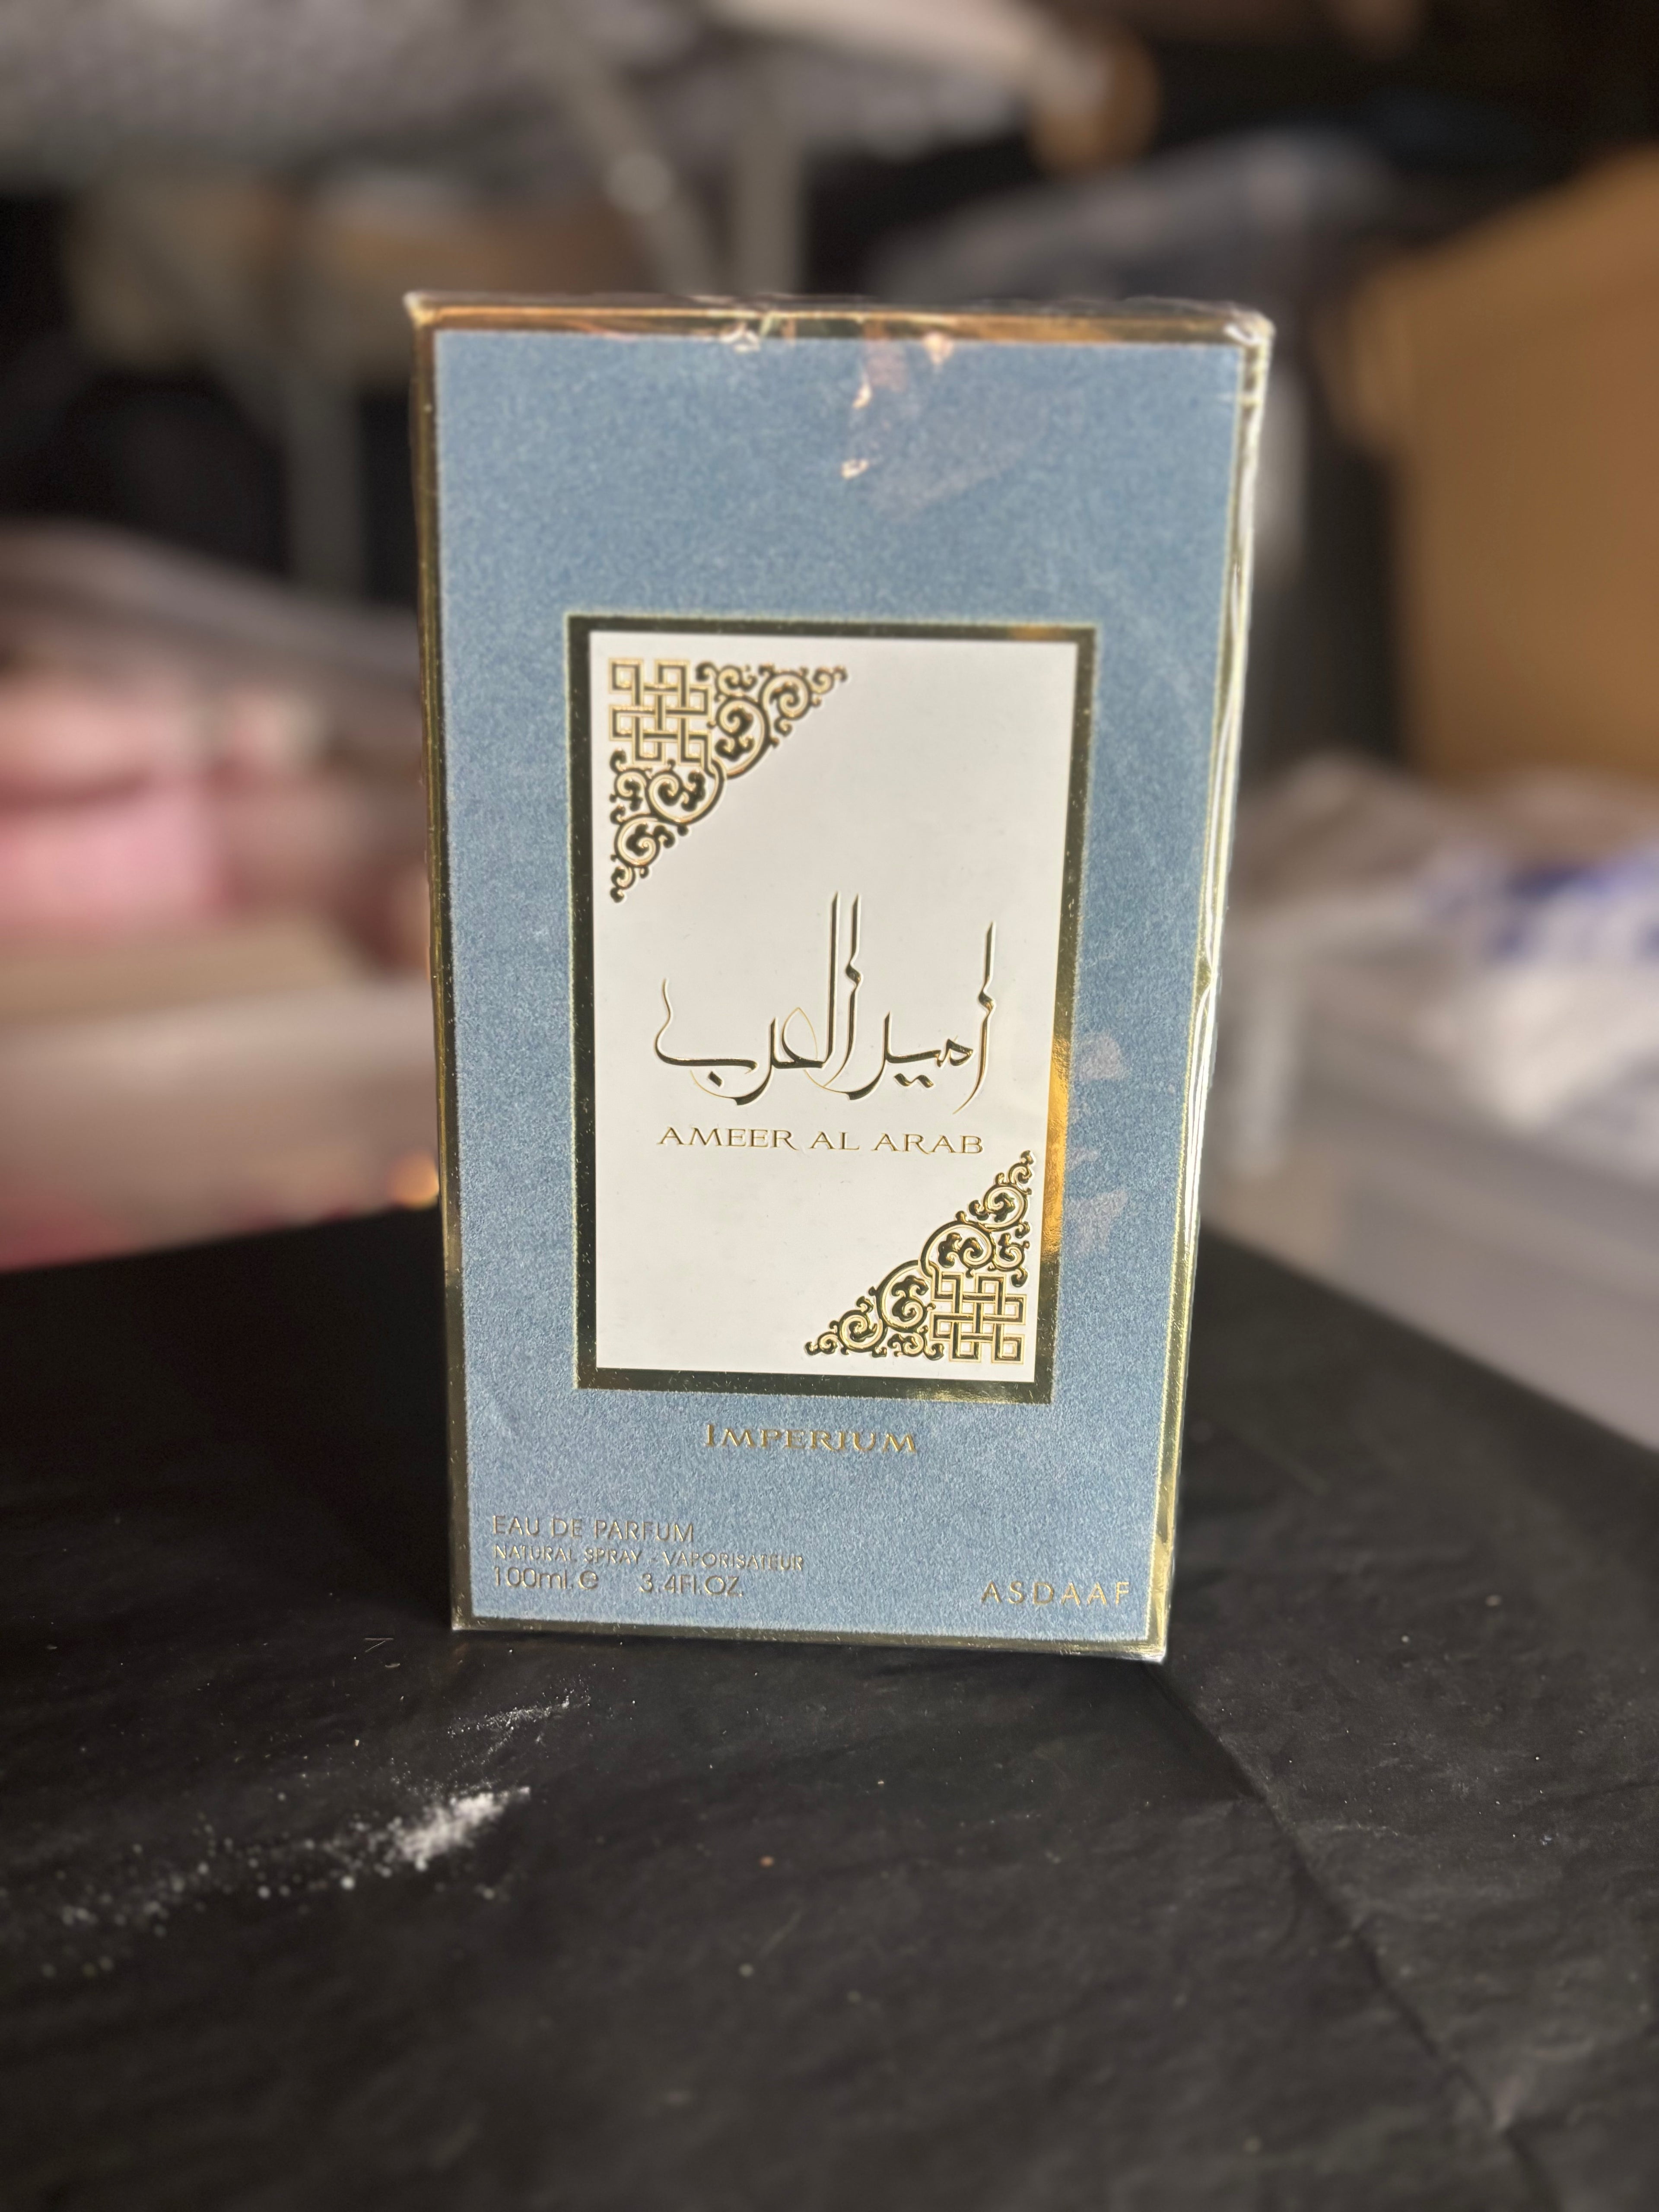 أمير العرب
AMEER AL ARAB
IMPERIUM
EAU DE PARFUM
NATURAL SPRAY - VAPORISATEUR
100ml.e 3.4Fl.OZ.
ASDAAF